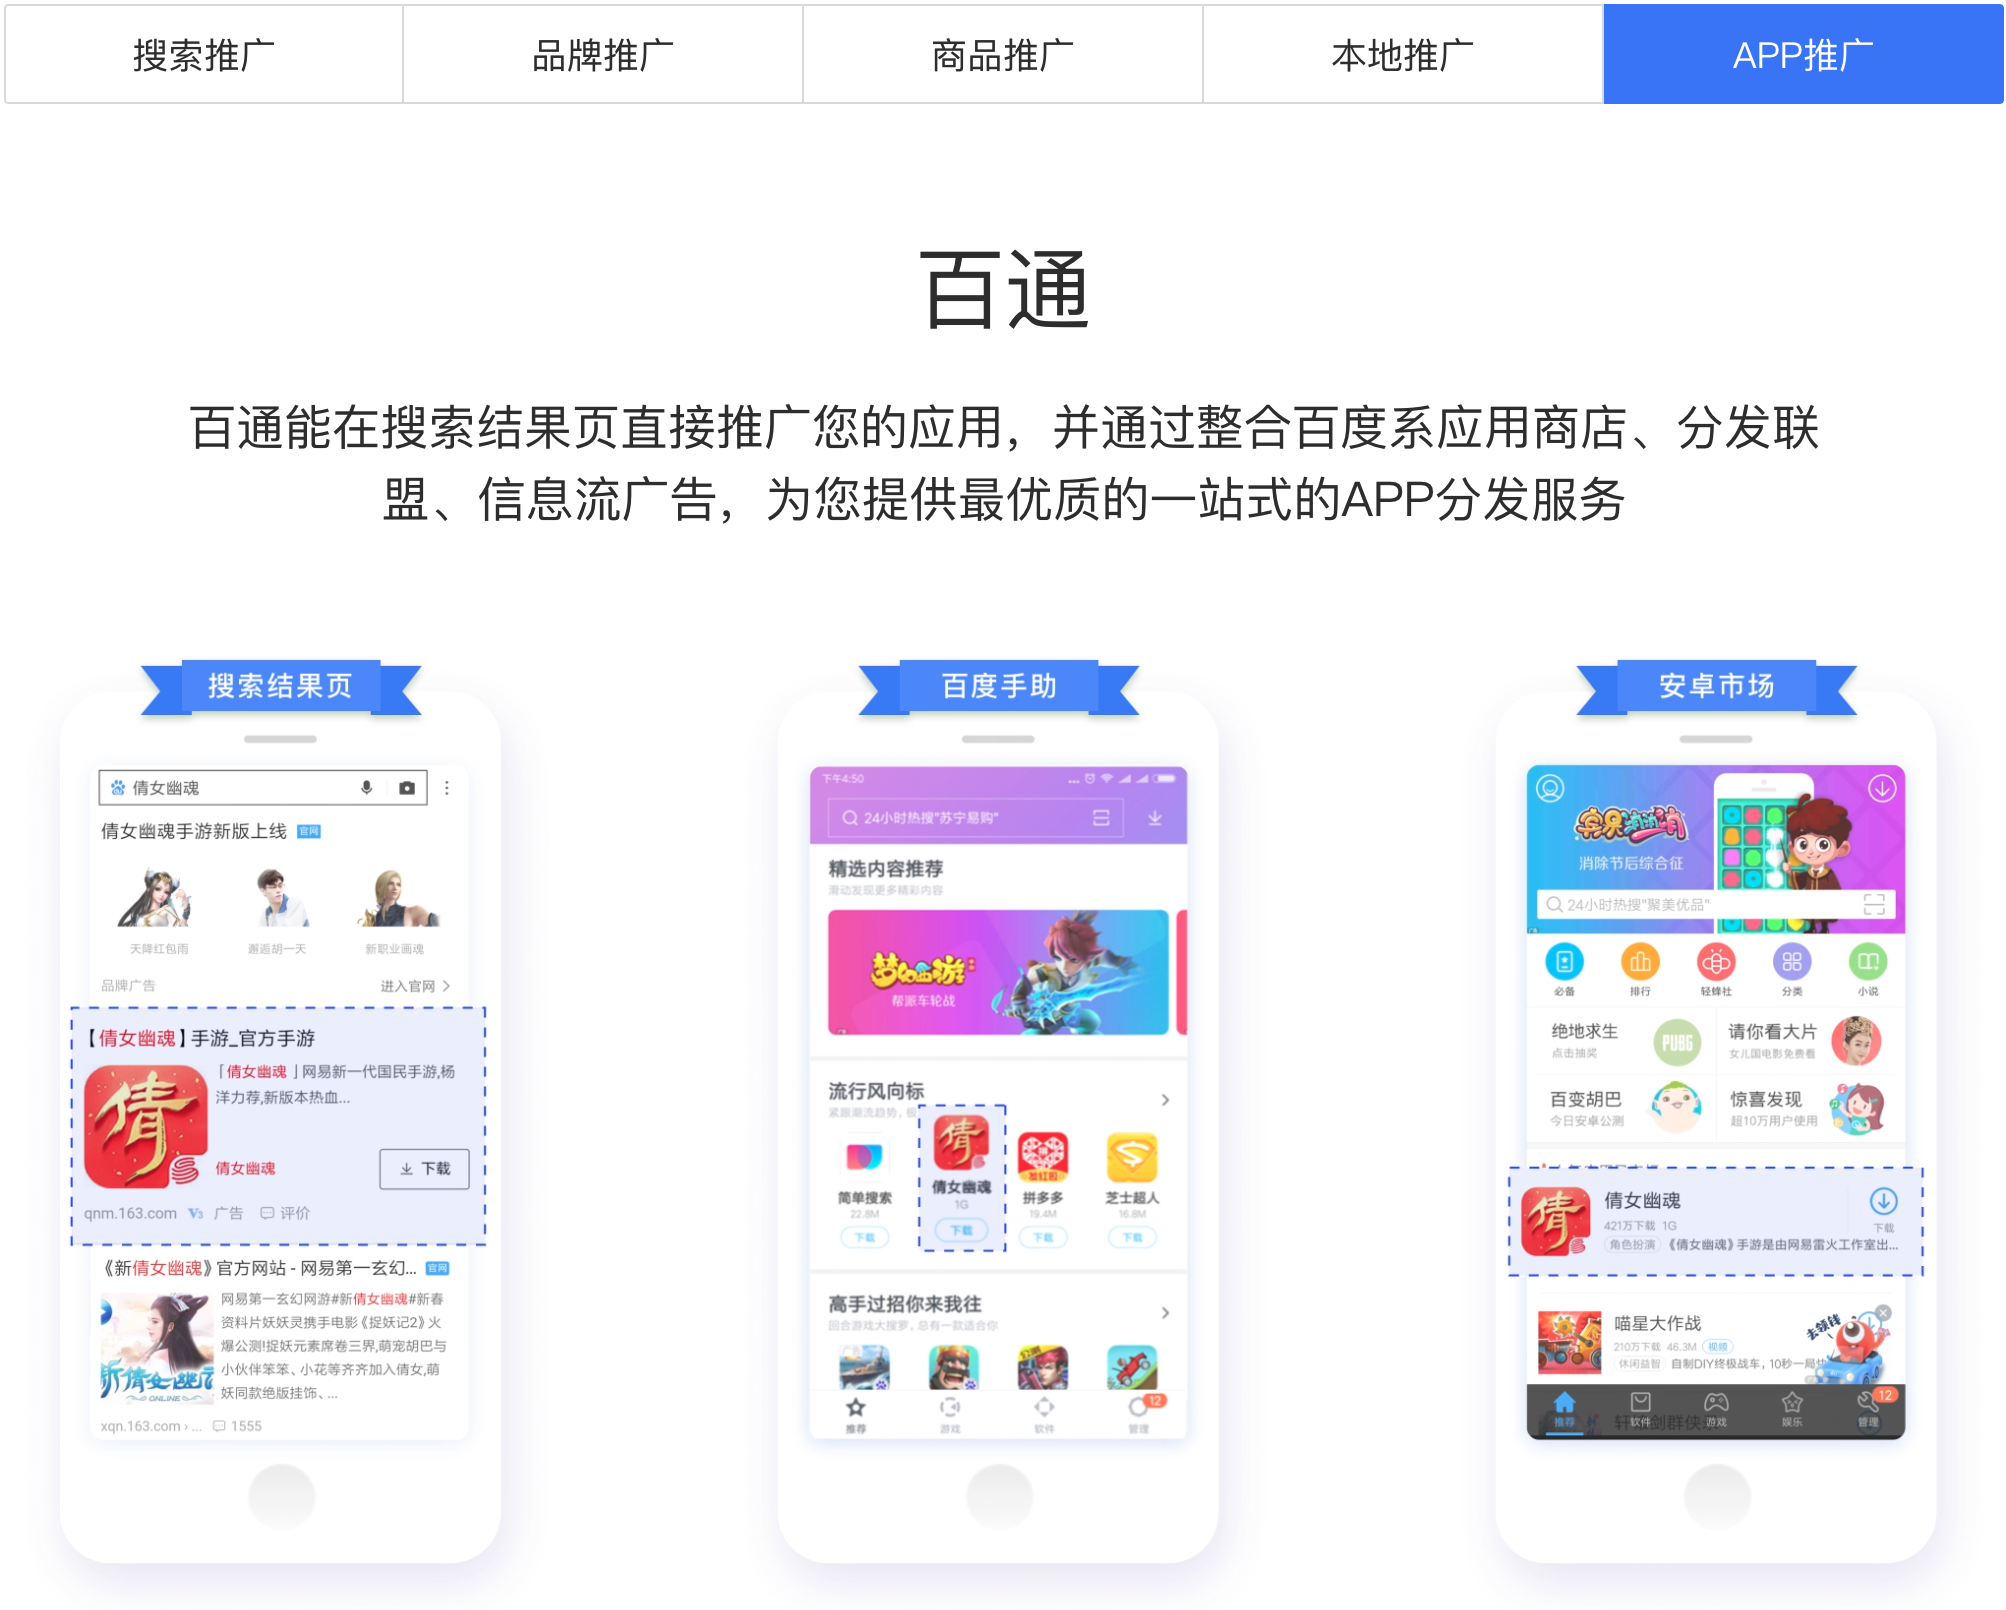 搜索推广
品牌推广
商品推广
本地推广
APP推广
百通
百通能在搜索结果页直接推广您的应用，并通过整合百度系应用商店、分发联
盟、信息流广告，为您提供最优质的一站式的APP分发服务
搜索结果页
倩女幽魂
倩女幽魂手游新版上线 官网
天降红包雨
邂逅胡一天
新职业画魂
品牌广告
进入官网
【倩女幽魂】手游_官方手游
「倩女幽魂」网易新一代国民手游,杨
洋力荐,新版本热血...
倩
倩女幽魂
下载
qnm.163.com V3 广告 评价
《新倩女幽魂》官方网站 - 网易第一玄幻... 官网
网易第一玄幻网游#新倩女幽魂#新春
资料片妖妖灵携手电影《捉妖记2》火
爆公测!捉妖元素席卷三界,萌宠胡巴与
小伙伴笨笨、小花等齐齐加入倩女,萌
妖同款绝版挂饰、...
ONLINE
xqn.163.com › ... 1555
百度手助
下午4:50
24小时热搜"苏宁易购"
精选内容推荐
滑动发现更多精彩内容
梦幻西游
帮派车轮战
流行风向标
紧跟潮流趋势，极
倩
简单搜索
22.8M
下载
倩女幽魂
1G
下载
拼多多
19.4M
下载
芝士超人
16.8M
下载
高手过招你来我往
回合游戏大搜罗，总有一款适合你
推荐
游戏
软件
管理
12
安卓市场
宾果消消消
消除节后综合征
24小时热搜"聚美优品"
必备
排行
轻蜂社
分类
小说
绝地求生
点击抽奖
PUBG
请你看大片
女儿国电影免费看
百变胡巴
今日安卓公测
惊喜发现
超10万用户使用
倩
倩女幽魂
421万下载 1G
角色扮演 《倩女幽魂》手游是由网易雷火工作室出...
下载
喵星大作战
210万下载 46.3M 视频
休闲益智 自制DIY终极战车，10秒一局
去领钱
推荐
软件
游戏
娱乐
管理
12